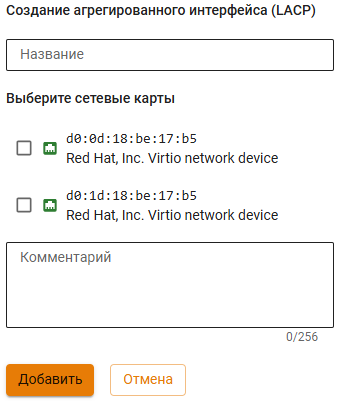 Создание агрегированного интерфейса (LACP)
Название
Выберите сетевые карты
d0:0d:18:be:17:b5
Red Hat, Inc. Virtio network device
d0:1d:18:be:17:b5
Red Hat, Inc. Virtio network device
Комментарий
0/256
Добавить
Отмена